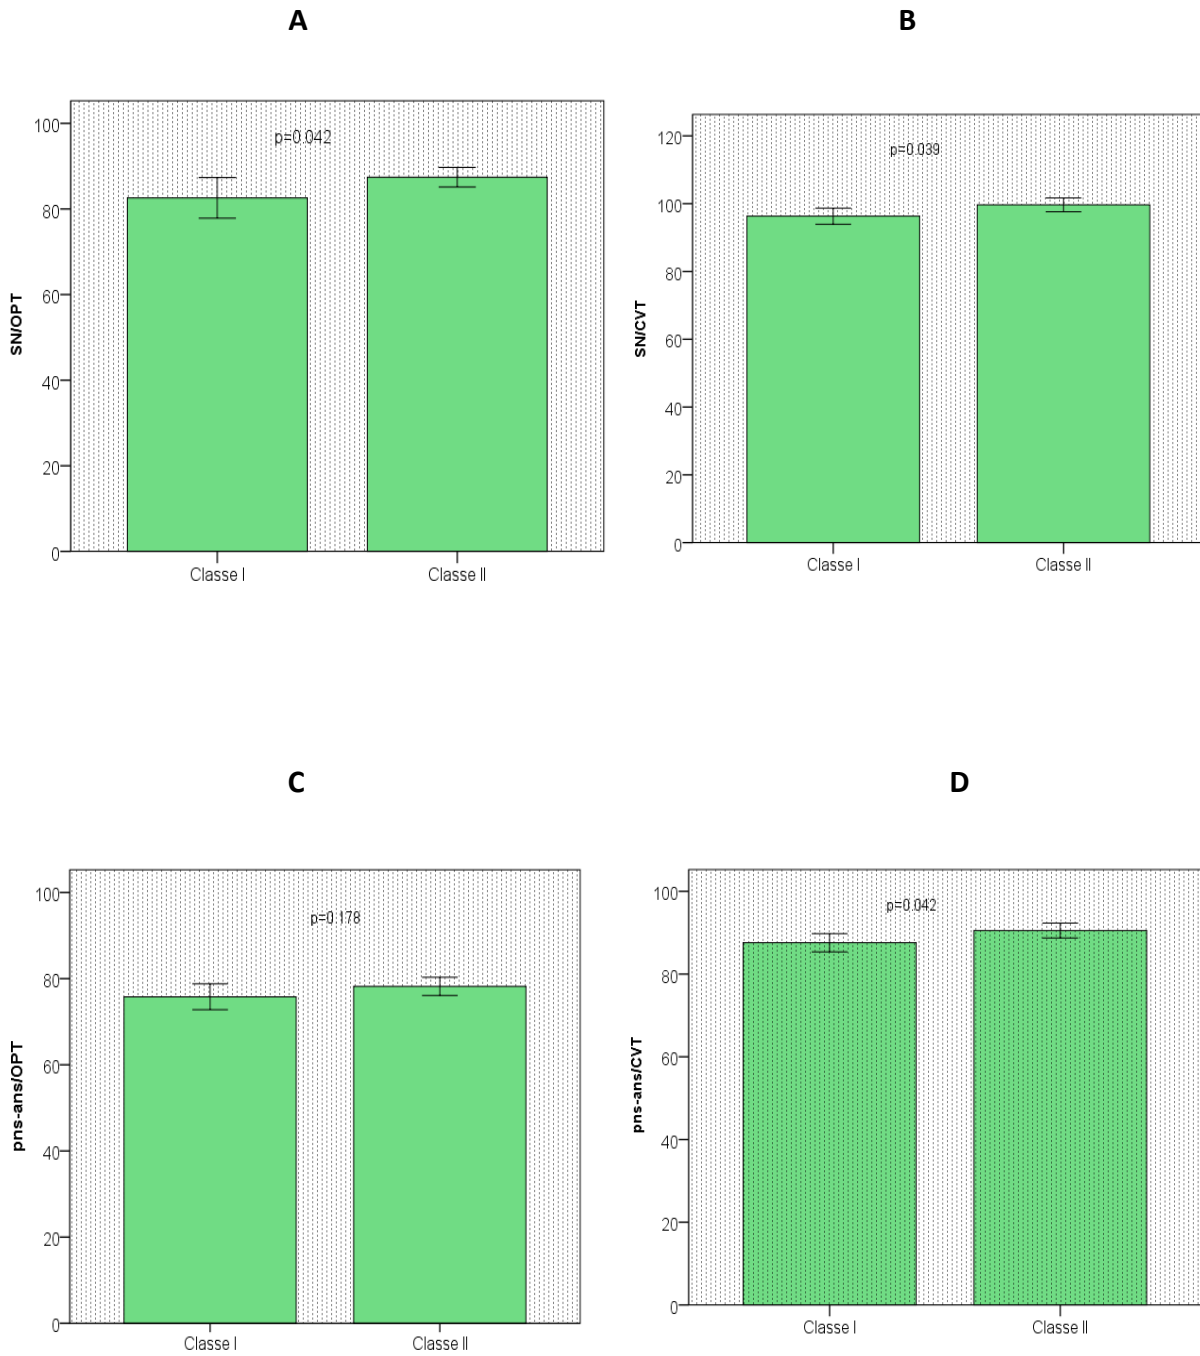 A
B
p=0.042
SN/OPT
100
80
60
40
20
0
Classe I
Classe II
p=0.039
SN/CVT
120
100
80
60
40
20
0
Classe I
Classe II
C
D
p=0.178
pns-ans/OPT
100
80
60
40
20
0
Classe I
Classe II
p=0.042
pns-ans/CVT
100
80
60
40
20
0
Classe I
Classe II